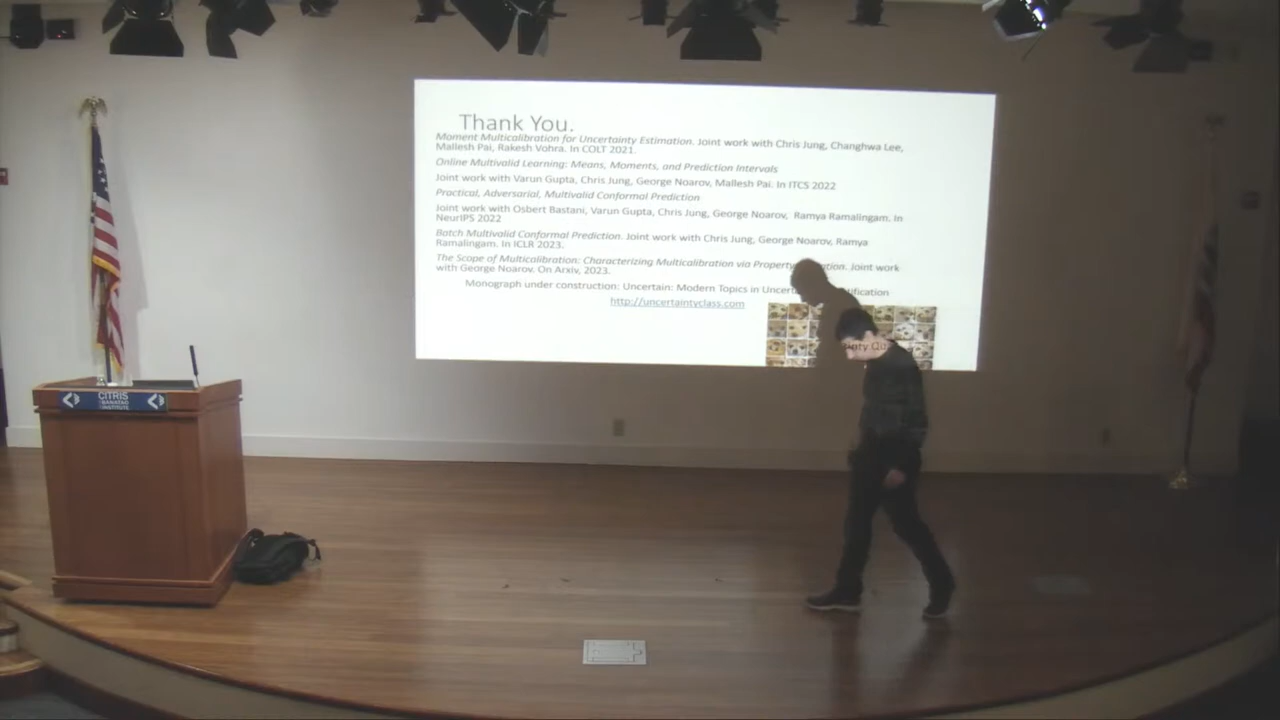 Thank You.
Moment Multicalibration for Uncertainty Estimation. Joint work with Chris Jung, Changhwa Lee,
Mallesh Pai, Rakesh Vohra. In COLT 2021.
Online Multivalid Learning: Means, Moments, and Prediction Intervals
Joint work with Varun Gupta, Chris Jung, George Noarov, Mallesh Pai. In ITCS 2022
Practical, Adversarial, Multivalid Conformal Prediction
Joint work with Osbert Bastani, Varun Gupta, Chris Jung, George Noarov, Ramya Ramalingam. In
NeurIPS 2022
Batch Multivalid Conformal Prediction. Joint work with Chris Jung, George Noarov, Ramya
Ramalingam. In ICLR 2023.
The Scope of Multicalibration: Characterizing Multicalibration via Property Joint work
with George Noarov. On Arxiv, 2023.
Monograph under construction: Uncertain: Modern Topics in
http://uncertaintyclass.com
CITRIS
BANATAO
INSTITUTE